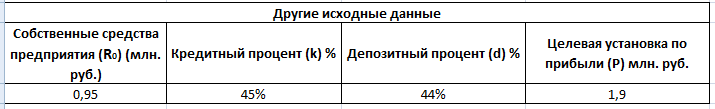 Другие исходные данные
Собственные средства
предприятия (R₀) (млн.
руб.)
Кредитный процент (k) %
Депозитный процент (d) %
Целевая установка по
прибыли (P) млн. руб.
0,95
45%
44%
1,9